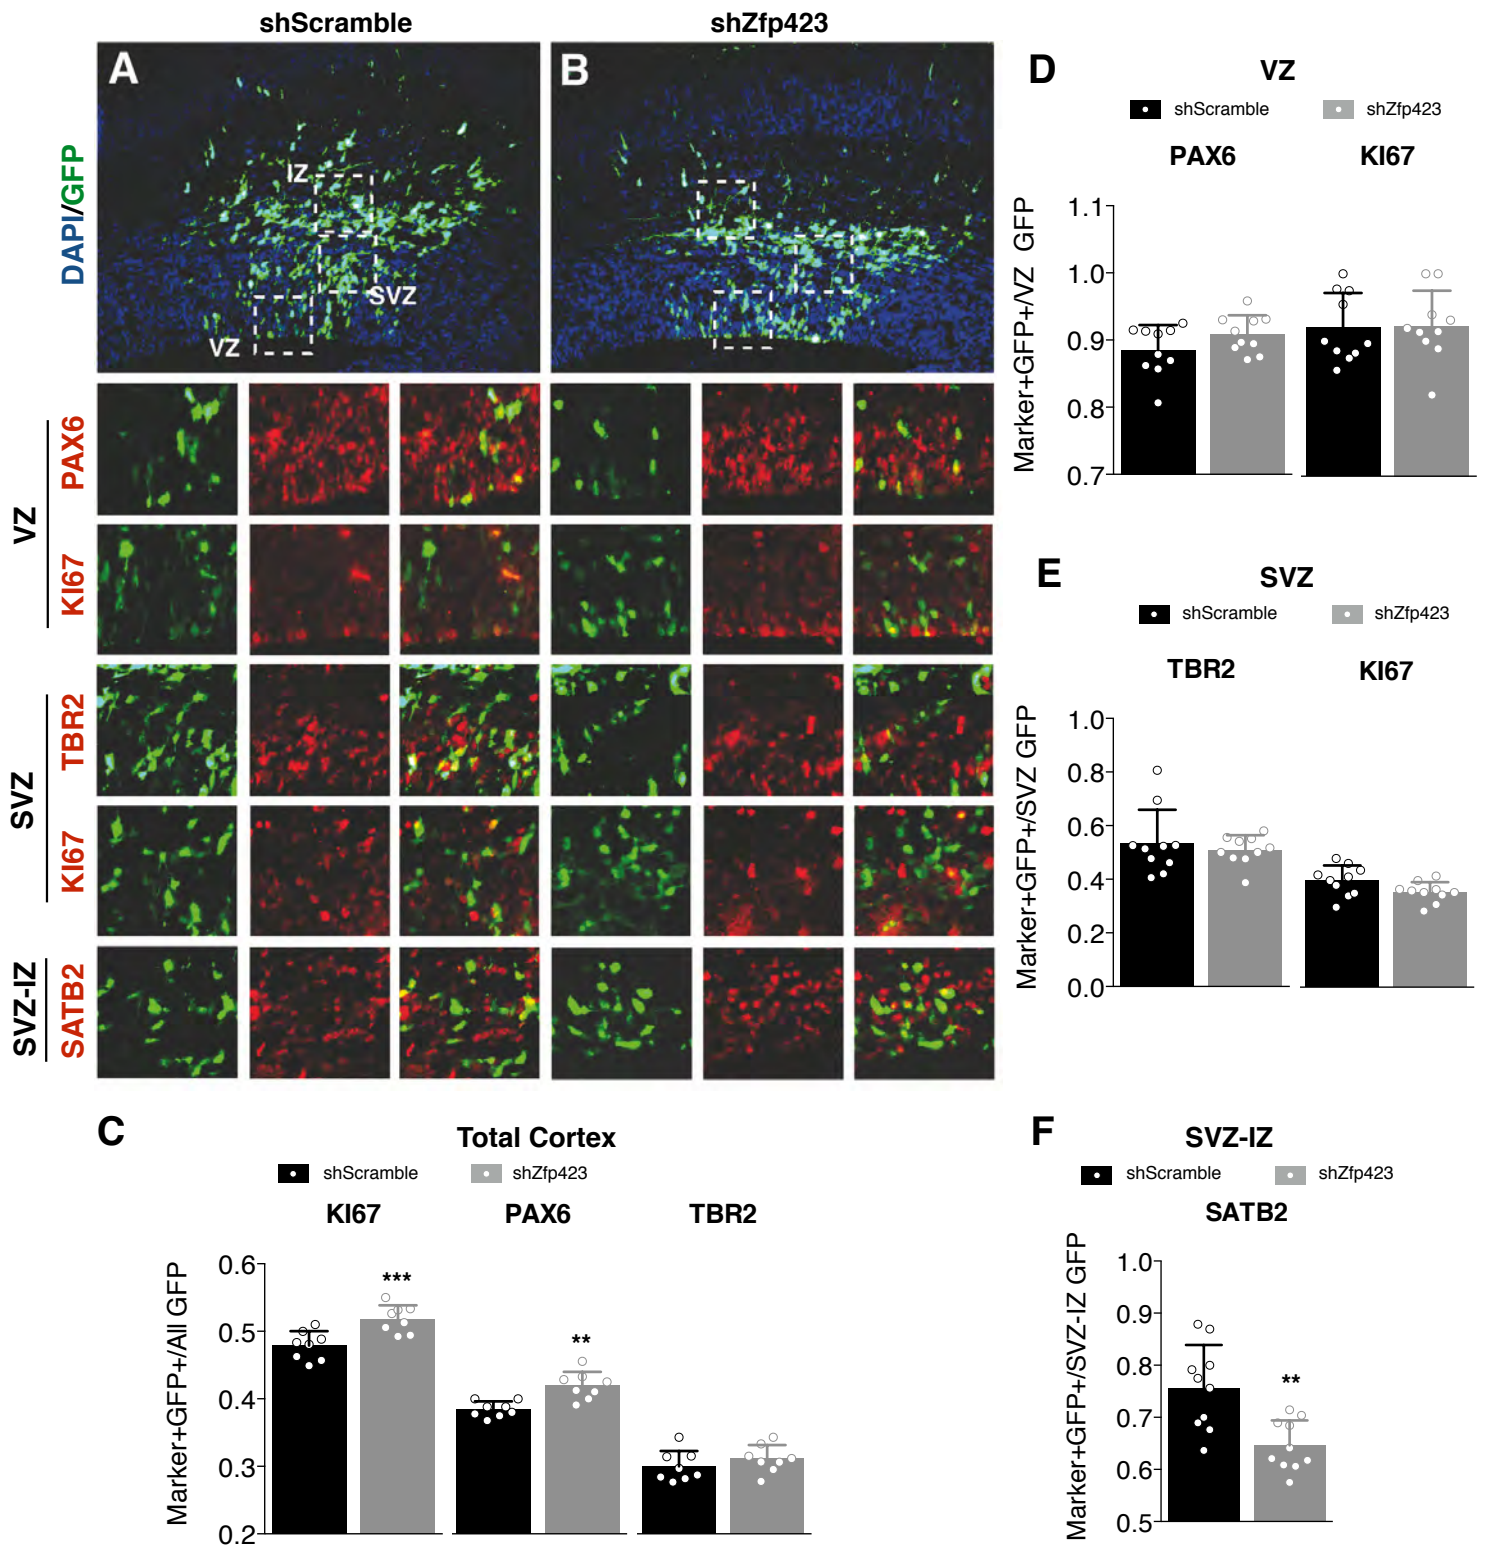 shScramble
shZfp423
A
B
DAPI/GFP
IZ
SVZ
VZ
VZ
PAX6
KI67
SVZ
TBR2
KI67
SVZ-IZ
SATB2
C
Total Cortex
shScramble
shZfp423
KI67
PAX6
TBR2
Marker+GFP+/All GFP
0.6
0.5
0.4
0.3
0.2
***
**
D
VZ
shScramble
shZfp423
PAX6
KI67
Marker+GFP+/VZ GFP
1.1
1.0
0.9
0.8
0.7
E
SVZ
shScramble
shZfp423
TBR2
KI67
Marker+GFP+/SVZ GFP
1.0
0.8
0.6
0.4
0.2
0.0
F
SVZ-IZ
shScramble
shZfp423
SATB2
Marker+GFP+/SVZ-IZ GFP
1.0
0.9
0.8
0.7
0.6
0.5
**